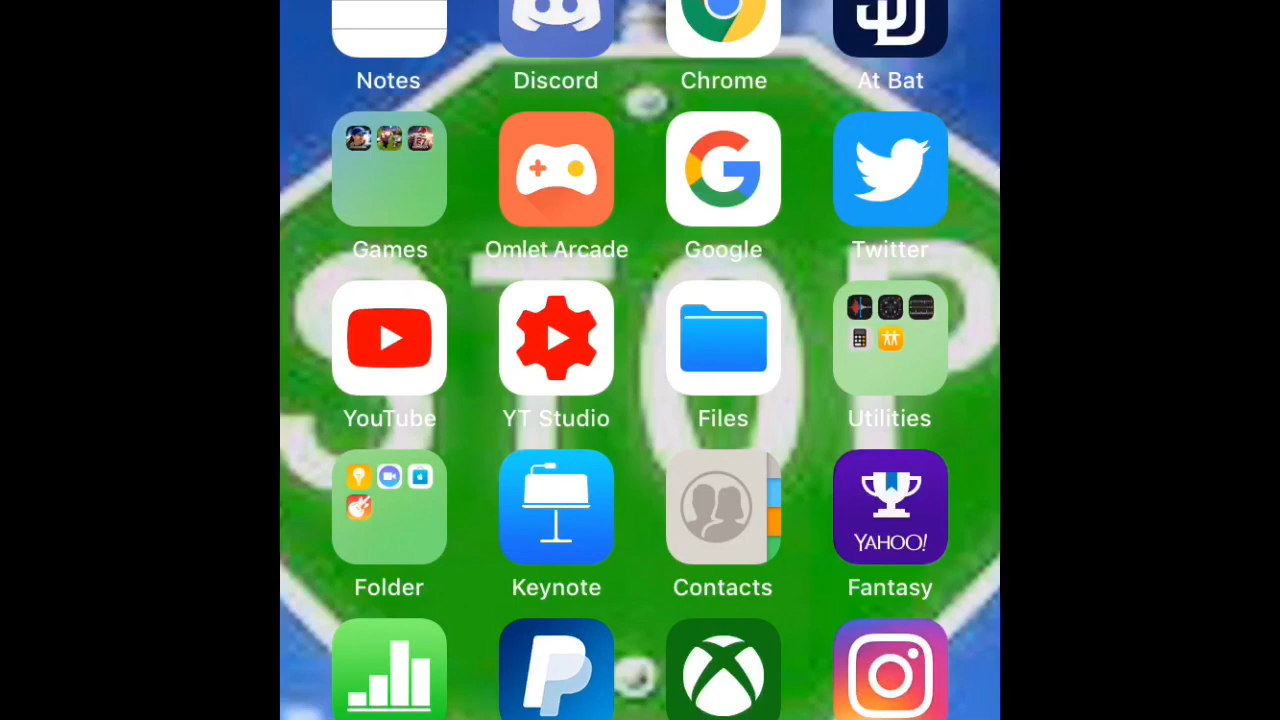 Notes Discord Chrome At Bat
Games Omlet Arcade Google Twitter
STOP
YouTube YT Studio Files Utilities
YAHOO!
Folder Keynote Contacts Fantasy